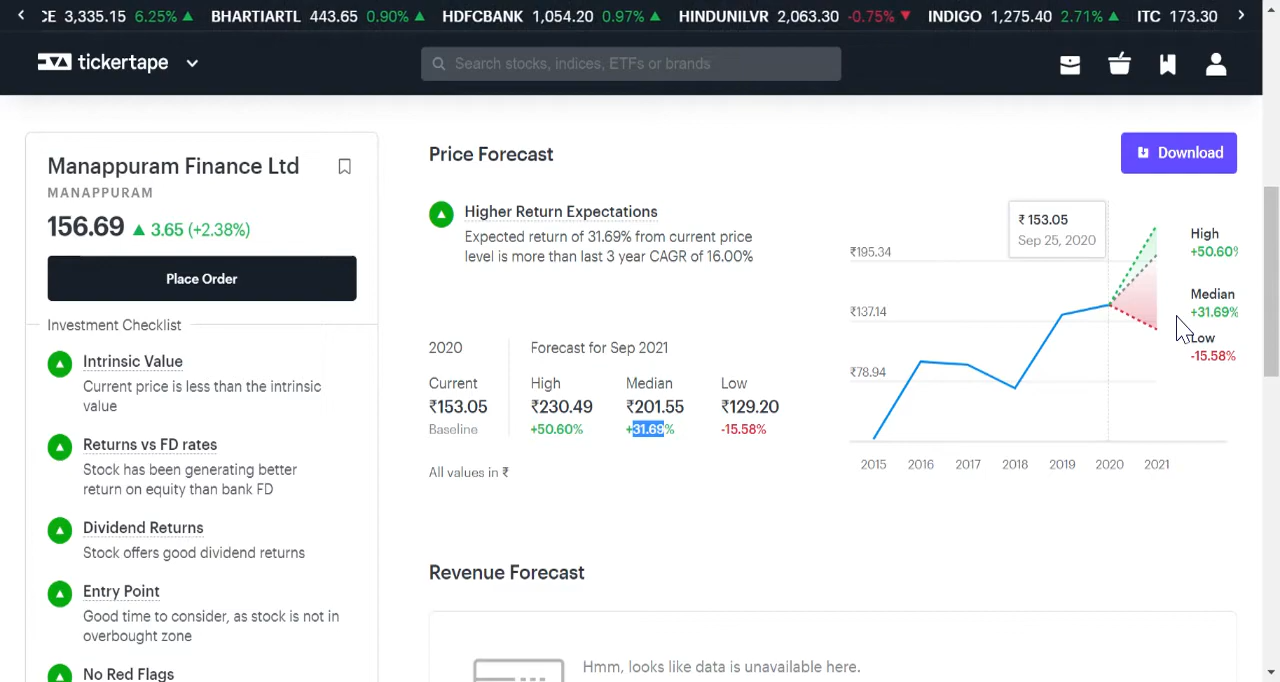 CE 3,335.15 6.25% ▲ BHARTIARTL 443.65 0.90% ▲ HDFCBANK 1,054.20 0.97% ▲ HINDUNILVR 2,063.30 -0.75% ▼ INDIGO 1,275.40 2.71% ▲ ITC 173.30
tickertape
Search stocks, indices, ETFs or brands
Manappuram Finance Ltd
MANAPPURAM
156.69 ▲ 3.65 (+2.38%)
Place Order
Investment Checklist
Intrinsic Value
Current price is less than the intrinsic
value
Returns vs FD rates
Stock has been generating better
return on equity than bank FD
Dividend Returns
Stock offers good dividend returns
Entry Point
Good time to consider, as stock is not in
overbought zone
No Red Flags
Price Forecast
Download
Higher Return Expectations
Expected return of 31.69% from current price
level is more than last 3 year CAGR of 16.00%
2020 Forecast for Sep 2021
Current High Median Low
₹153.05 ₹230.49 ₹201.55 ₹129.20
Baseline +50.60% +31.69% -15.58%
All values in ₹
₹ 153.05
Sep 25, 2020
₹195.34
₹137.14
₹78.94
2015 2016 2017 2018 2019 2020 2021
High
+50.60%
Median
+31.69%
Low
-15.58%
Revenue Forecast
Hmm, looks like data is unavailable here.